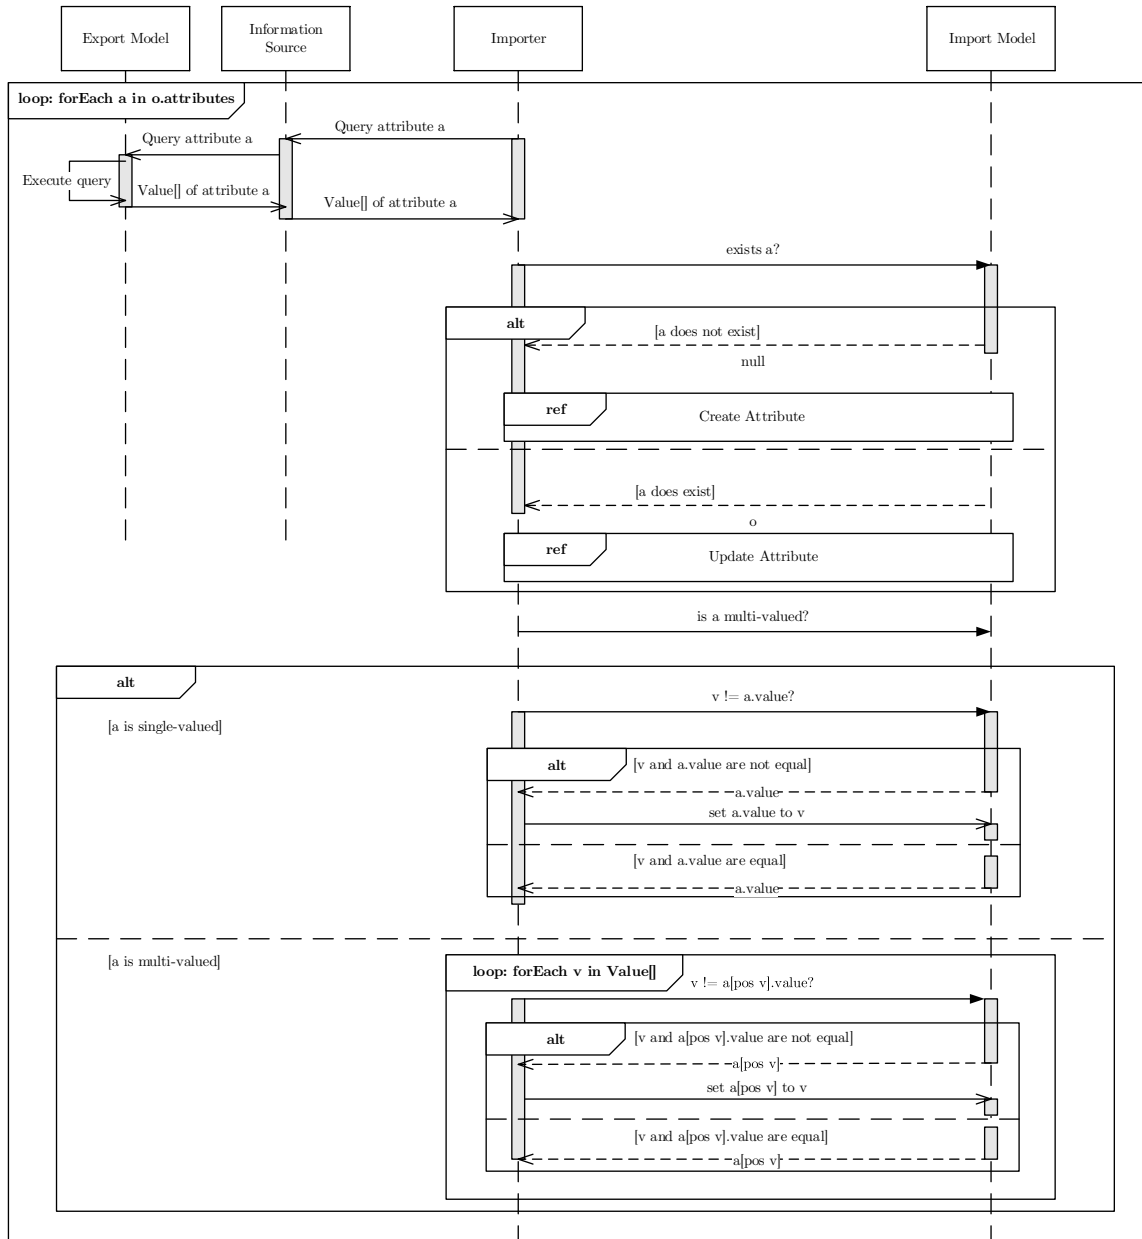 Export Model
Information
Source
Importer
Import Model
loop: forEach a in o.attributes
Query attribute a
Query attribute a
Execute query
Value[] of attribute a
Value[] of attribute a
exists a?
alt
[a does not exist]
null
ref
Create Attribute
[a does exist]
o
ref
Update Attribute
is a multi-valued?
alt
v != a.value?
[a is single-valued]
alt
[v and a.value are not equal]
a.value
set a.value to v
[v and a.value are equal]
a.value
[a is multi-valued]
loop: forEach v in Value[]
v != a[pos v].value?
alt
[v and a[pos v].value are not equal]
a[pos v]
set a[pos v] to v
[v and a[pos v].value are equal]
a[pos v]